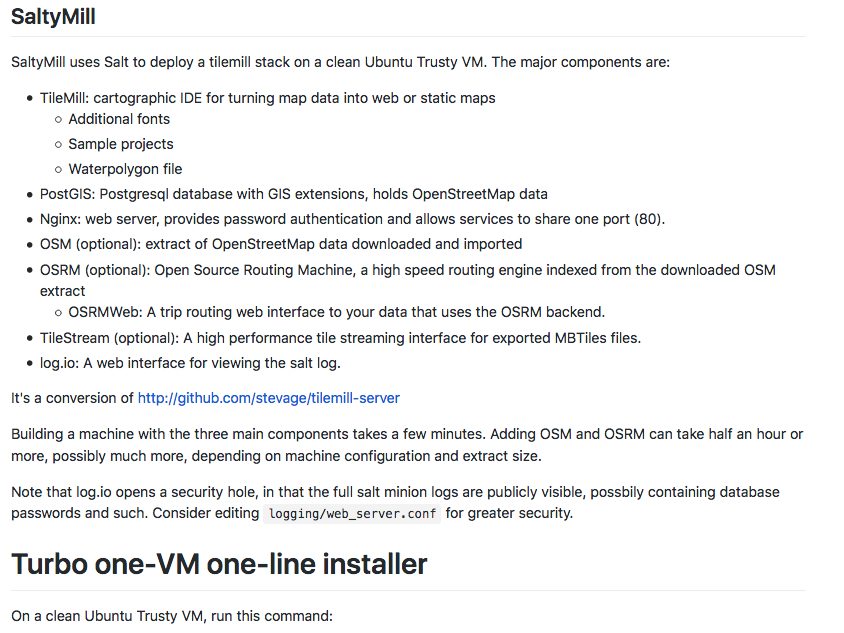 SaltyMill
SaltyMill uses Salt to deploy a tilemill stack on a clean Ubuntu Trusty VM. The major components are:
• TileMill: cartographic IDE for turning map data into web or static maps
◦ Additional fonts
◦ Sample projects
◦ Waterpolygon file
• PostGIS: Postgresql database with GIS extensions, holds OpenStreetMap data
• Nginx: web server, provides password authentication and allows services to share one port (80).
• OSM (optional): extract of OpenStreetMap data downloaded and imported
• OSRM (optional): Open Source Routing Machine, a high speed routing engine indexed from the downloaded OSM
extract
◦ OSRMWeb: A trip routing web interface to your data that uses the OSRM backend.
• TileStream (optional): A high performance tile streaming interface for exported MBTiles files.
• log.io: A web interface for viewing the salt log.
It's a conversion of http://github.com/stevage/tilemill-server
Building a machine with the three main components takes a few minutes. Adding OSM and OSRM can take half an hour or
more, possibly much more, depending on machine configuration and extract size.
Note that log.io opens a security hole, in that the full salt minion logs are publicly visible, possbily containing database
passwords and such. Consider editing logging/web_server.conf for greater security.
Turbo one-VM one-line installer
On a clean Ubuntu Trusty VM, run this command: